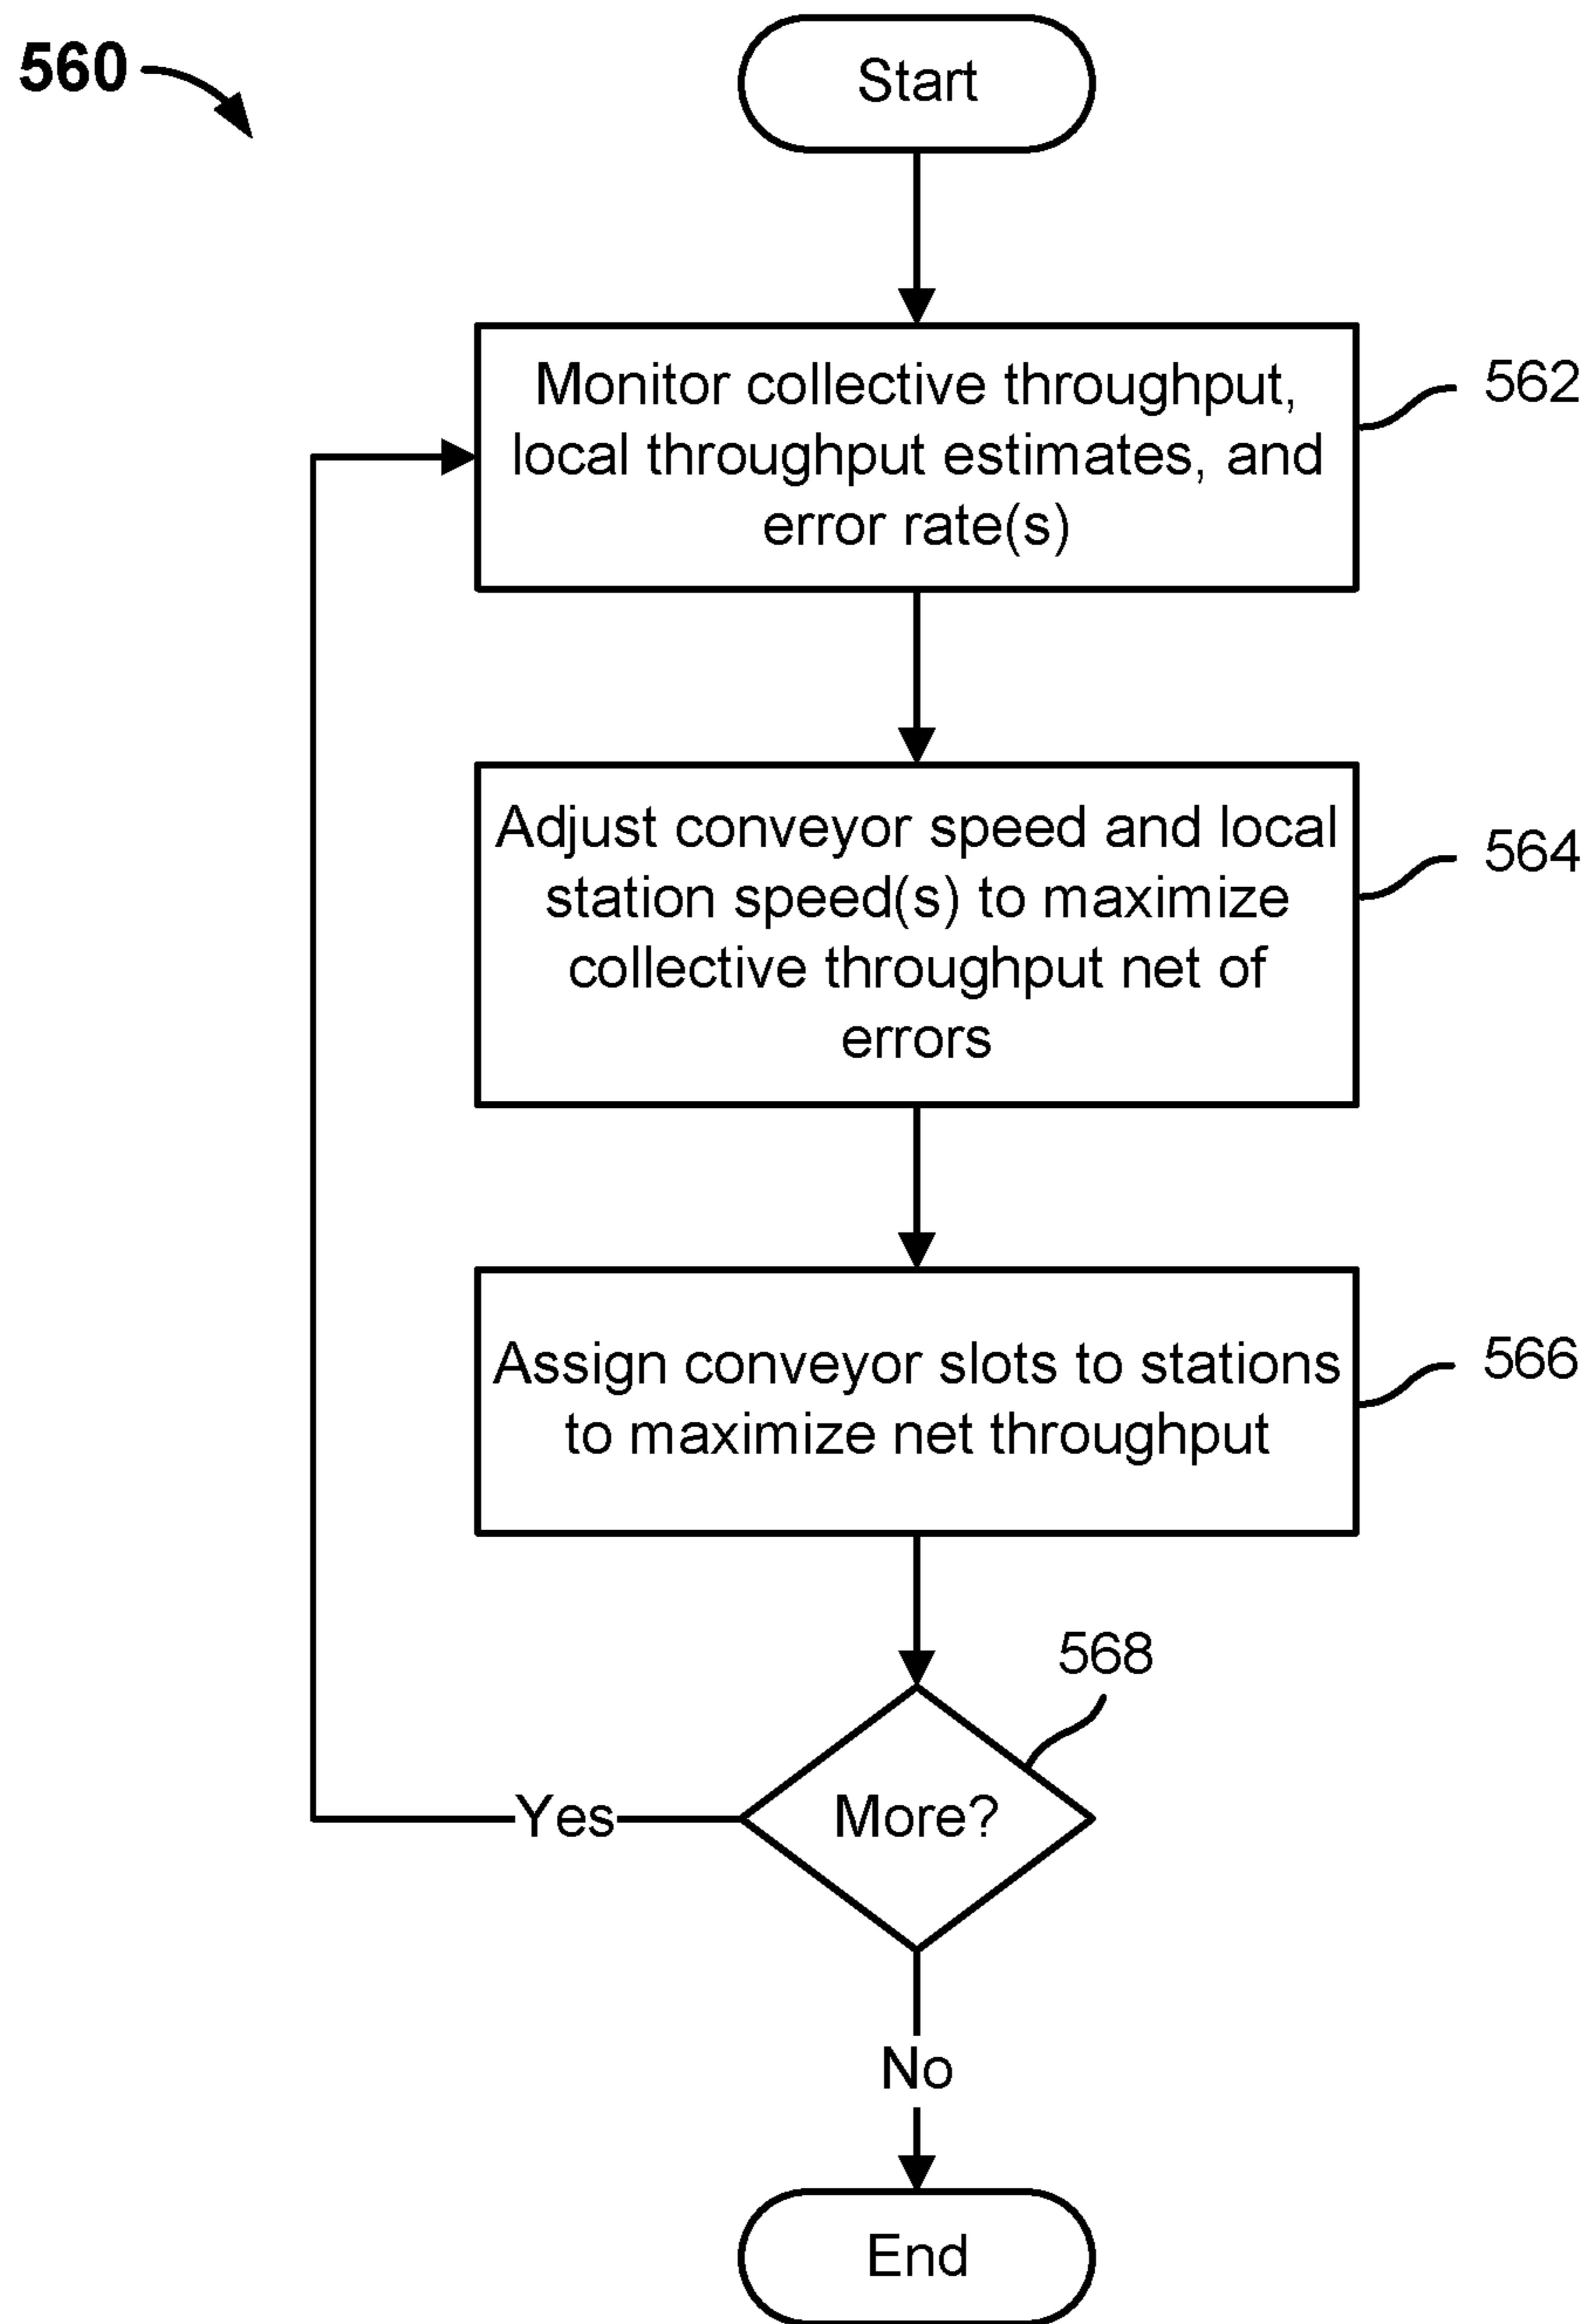 560
Start
Monitor collective throughput,
local throughput estimates, and
error rate(s)
562
Adjust conveyor speed and local
station speed(s) to maximize
collective throughput net of
errors
564
Assign conveyor slots to stations
to maximize net throughput
566
568
More?
Yes
No
End